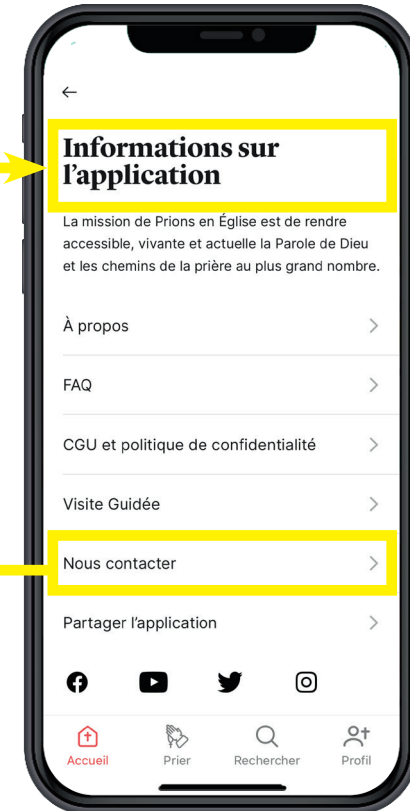 Informations sur
l’application
La mission de Prions en Église est de rendre
accessible, vivante et actuelle la Parole de Dieu
et les chemins de la prière au plus grand nombre.
À propos
FAQ
CGU et politique de confidentialité
Visite Guidée
Nous contacter
Partager l’application
Accueil Prier Rechercher Profil